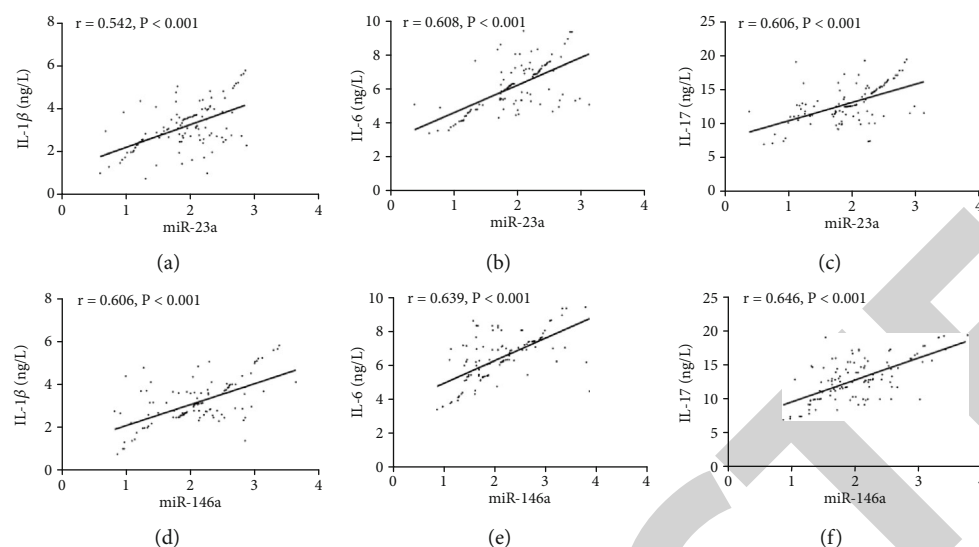 r = 0.542, P < 0.001
IL-1β (ng/L)
8
6
4
2
0
0 1 2 3 4
miR-23a
(a)
r = 0.608, P < 0.001
IL-6 (ng/L)
10
8
6
4
2
0
0 1 2 3 4
miR-23a
(b)
r = 0.606, P < 0.001
IL-17 (ng/L)
25
20
15
10
5
0
0 1 2 3 4
miR-23a
(c)
r = 0.606, P < 0.001
IL-1β (ng/L)
8
6
4
2
0
0 1 2 3 4
miR-146a
(d)
r = 0.639, P < 0.001
IL-6 (ng/L)
10
8
6
4
2
0
0 1 2 3 4
miR-146a
(e)
r = 0.646, P < 0.001
IL-17 (ng/L)
25
20
15
10
5
0
0 1 2 3 4
miR-146a
(f)